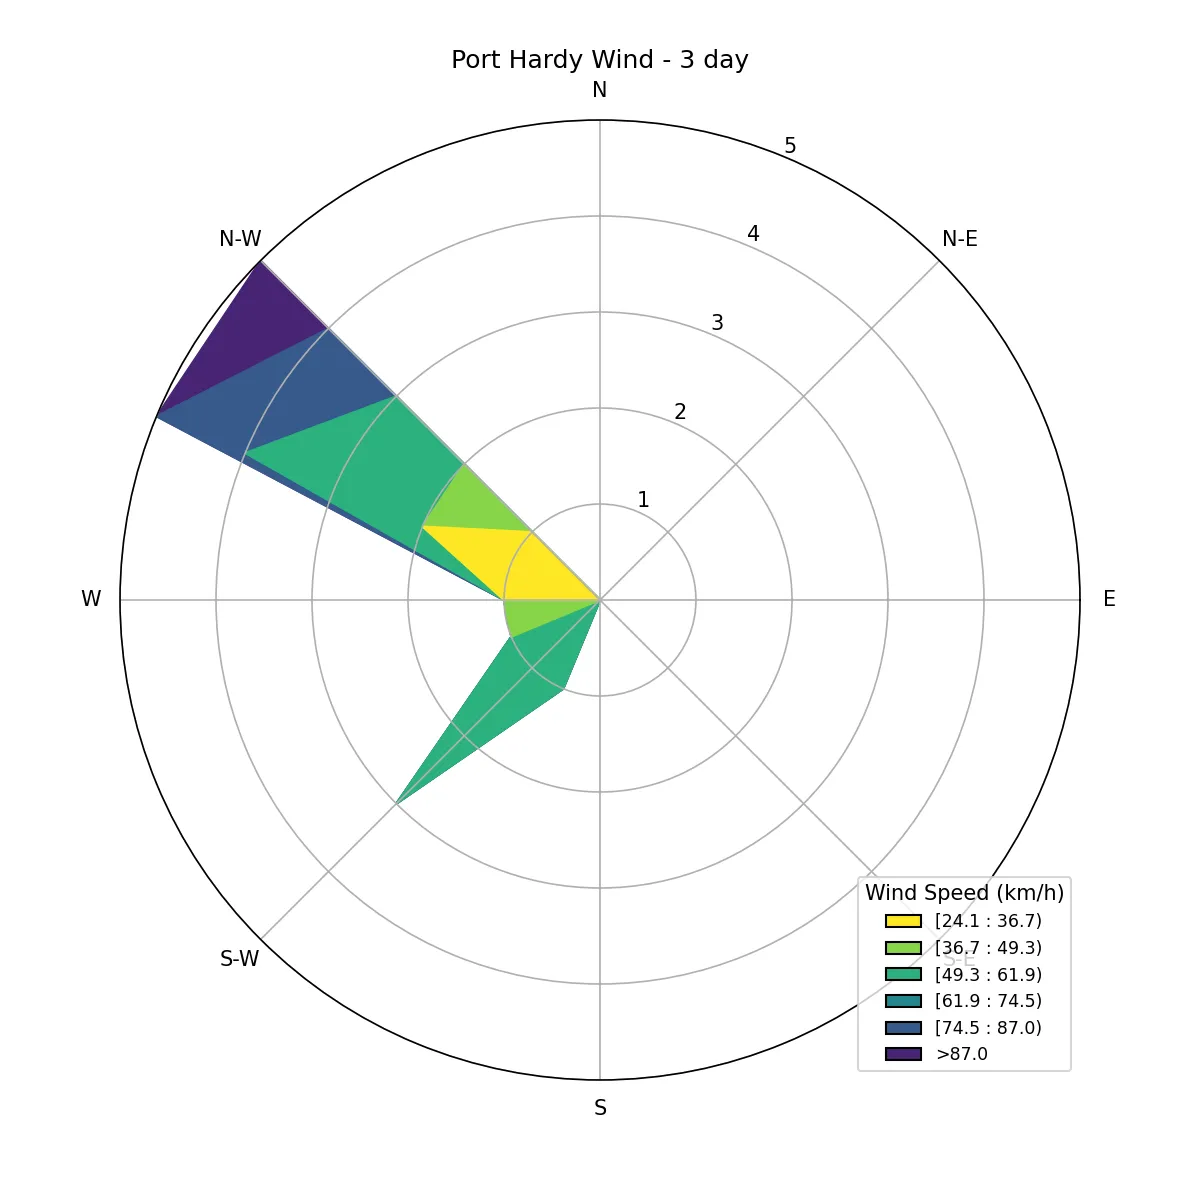 Port Hardy Wind - 3 day
N
5
N-W
4
N-E
3
2
1
W
E
S-W
S-E
S
Wind Speed (km/h)
[24.1 : 36.7)
[36.7 : 49.3)
[49.3 : 61.9)
[61.9 : 74.5)
[74.5 : 87.0)
>87.0